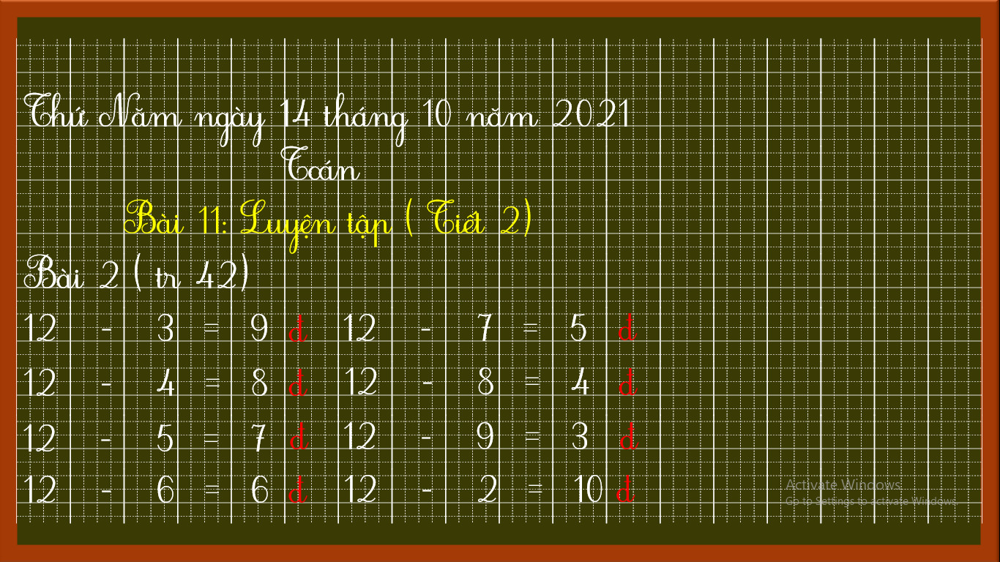 Thứ Năm ngày 14 tháng 10 năm 2021
Toán
Bài 11: Luyện tập ( Tiết 2)
Bài 2 ( tr 42)
12 - 3 = 9 đ 12 - 7 = 5 đ
12 - 4 = 8 đ 12 - 8 = 4 đ
12 - 5 = 7 đ 12 - 9 = 3 đ
12 - 6 = 6 đ 12 - 2 = 10 đ
Activate Windows
Go to Settings to activate Windows.